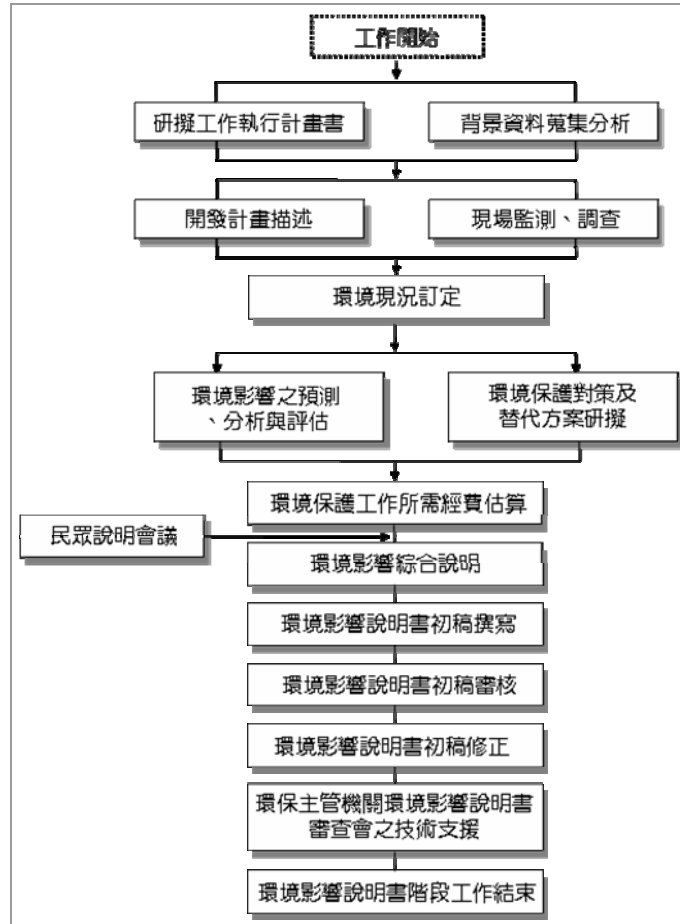 工作開始
研擬工作執行計畫書
背景資料蒐集分析
開發計畫描述
現場監測、調查
環境現況訂定
環境影響之預測
、分析與評估
環境保護對策及
替代方案研擬
環境保護工作所需經費估算
民眾說明會議
環境影響綜合說明
環境影響說明書初稿撰寫
環境影響說明書初稿審核
環境影響說明書初稿修正
環保主管機關環境影響說明書
審查會之技術支援
環境影響說明書階段工作結束